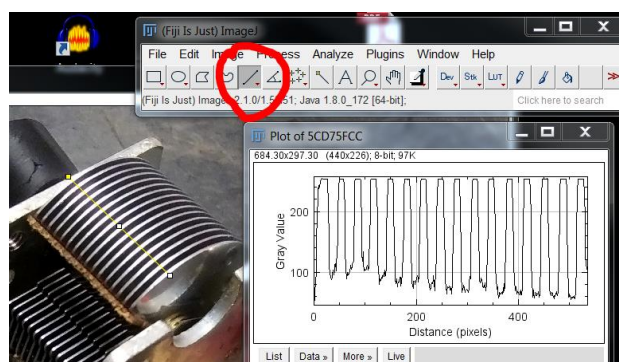 (Fiji Is Just) ImageJ
File Edit Image Process Analyze Plugins Window Help
Dev Stk LUT
(Fiji Is Just) ImageJ 2.1.0/1.53 51; Java 1.8.0_172 [64-bit];
Click here to search
Plot of 5CD75FCC
684.30x297.30 (440x226); 8-bit; 97K
200
100
Gray Value
0
200
400
Distance (pixels)
List Data » More » Live